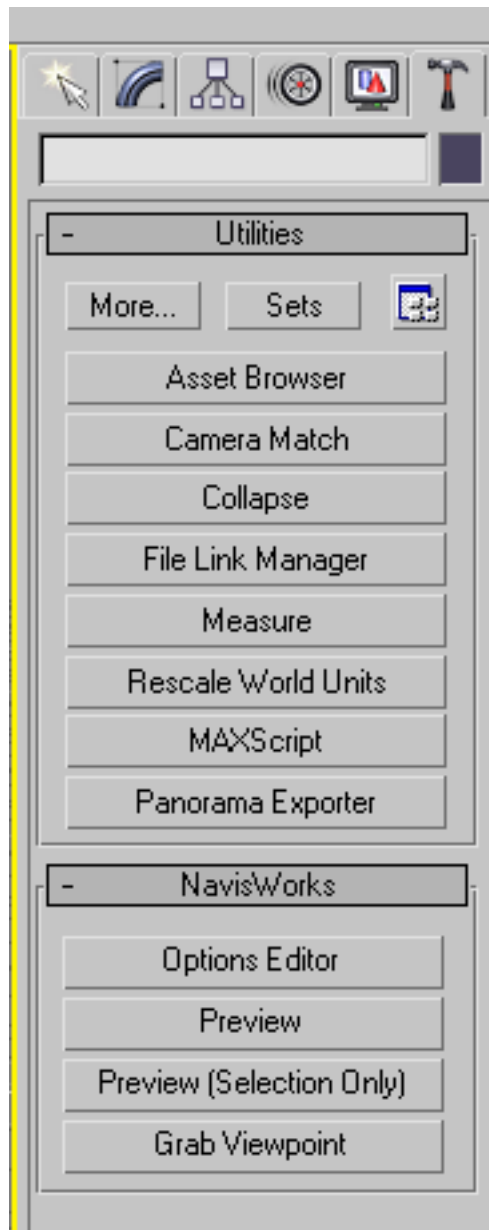 - Utilities
More... Sets
Asset Browser
Camera Match
Collapse
File Link Manager
Measure
Rescale World Units
MAXScript
Panorama Exporter
- NavisWorks
Options Editor
Preview
Preview (Selection Only)
Grab Viewpoint